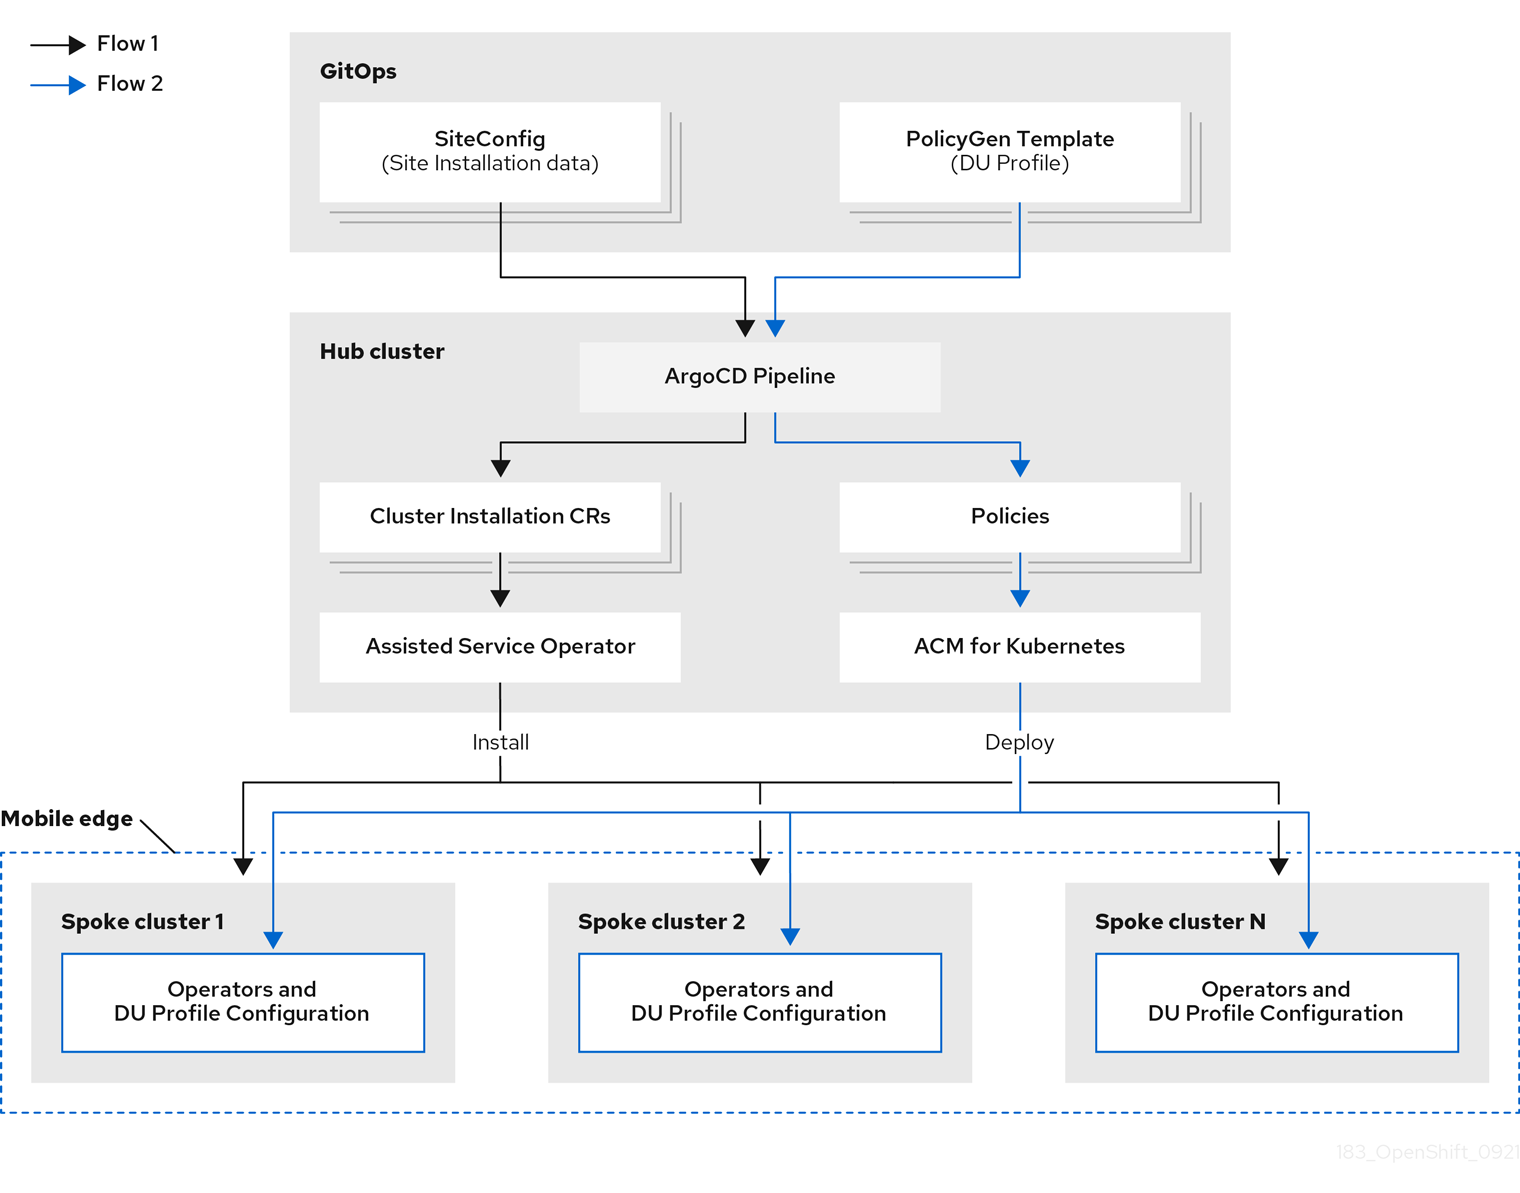 Flow 1
Flow 2
GitOps
SiteConfig
(Site Installation data)
PolicyGen Template
(DU Profile)
Hub cluster
ArgoCD Pipeline
Cluster Installation CRs
Policies
Assisted Service Operator
ACM for Kubernetes
Install
Deploy
Mobile edge
Spoke cluster 1
Operators and
DU Profile Configuration
Spoke cluster 2
Operators and
DU Profile Configuration
Spoke cluster N
Operators and
DU Profile Configuration
183_OpenShift_0921